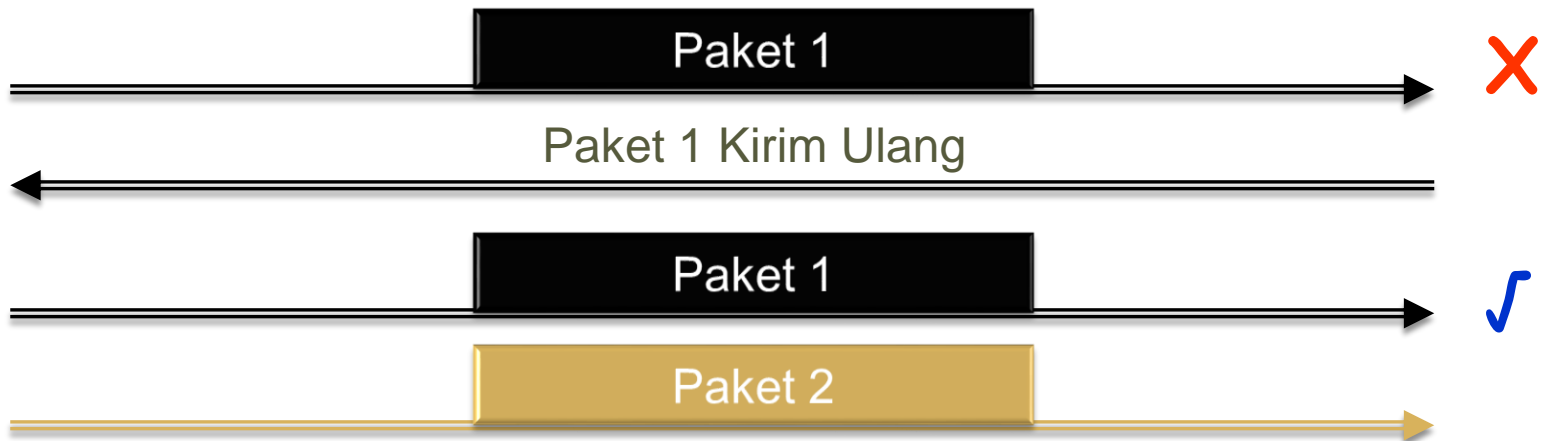 Paket 1
X
Paket 1 Kirim Ulang
Paket 1
√
Paket 2